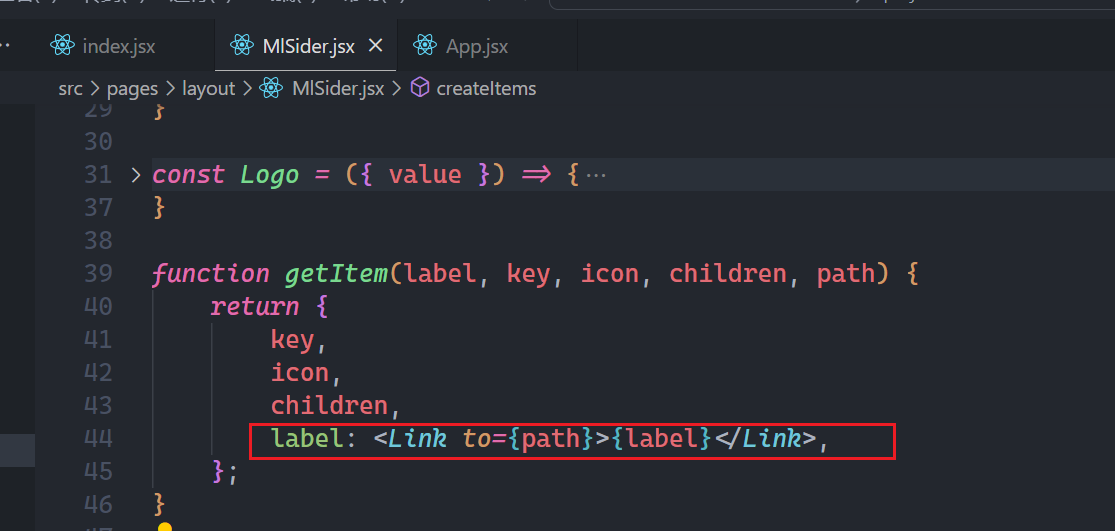 index.jsx MlSider.jsx App.jsx
src > pages > layout > MlSider.jsx > createItems
29 }
30
31 const Logo = ({ value }) => {···
37 }
38
39 function getItem(label, key, icon, children, path) {
40 return {
41 key,
42 icon,
43 children,
44 label: <Link to={path}>{label}</Link>,
45 };
46 }